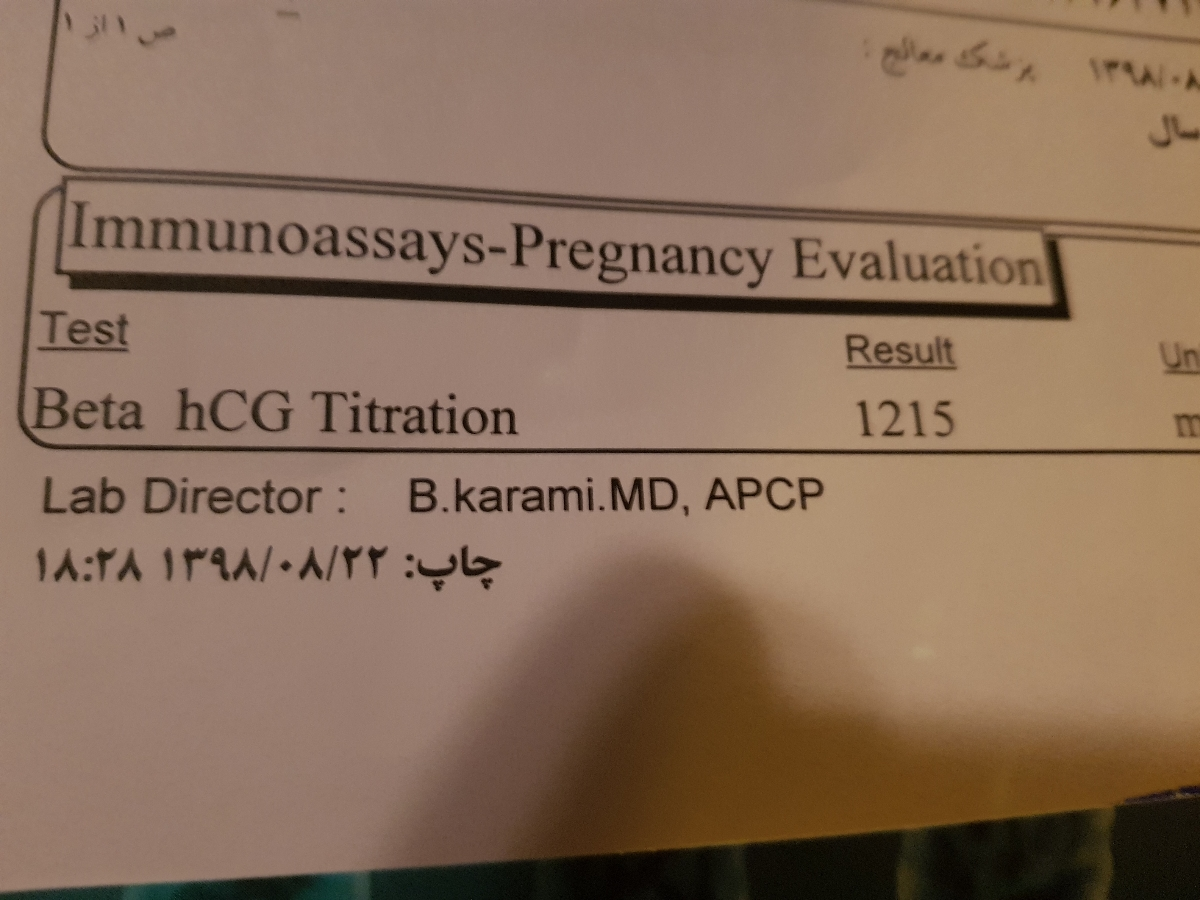 ص ۱ از ۱
پزشک معالج :
۱۳۹۸/۰۸
سال
Immunoassays-Pregnancy Evaluation
Test Result
Beta hCG Titration 1215
Lab Director : B.karami.MD, APCP
چاپ: ۱۳۹۸/۰۸/۲۲ ۱۸:۲۸